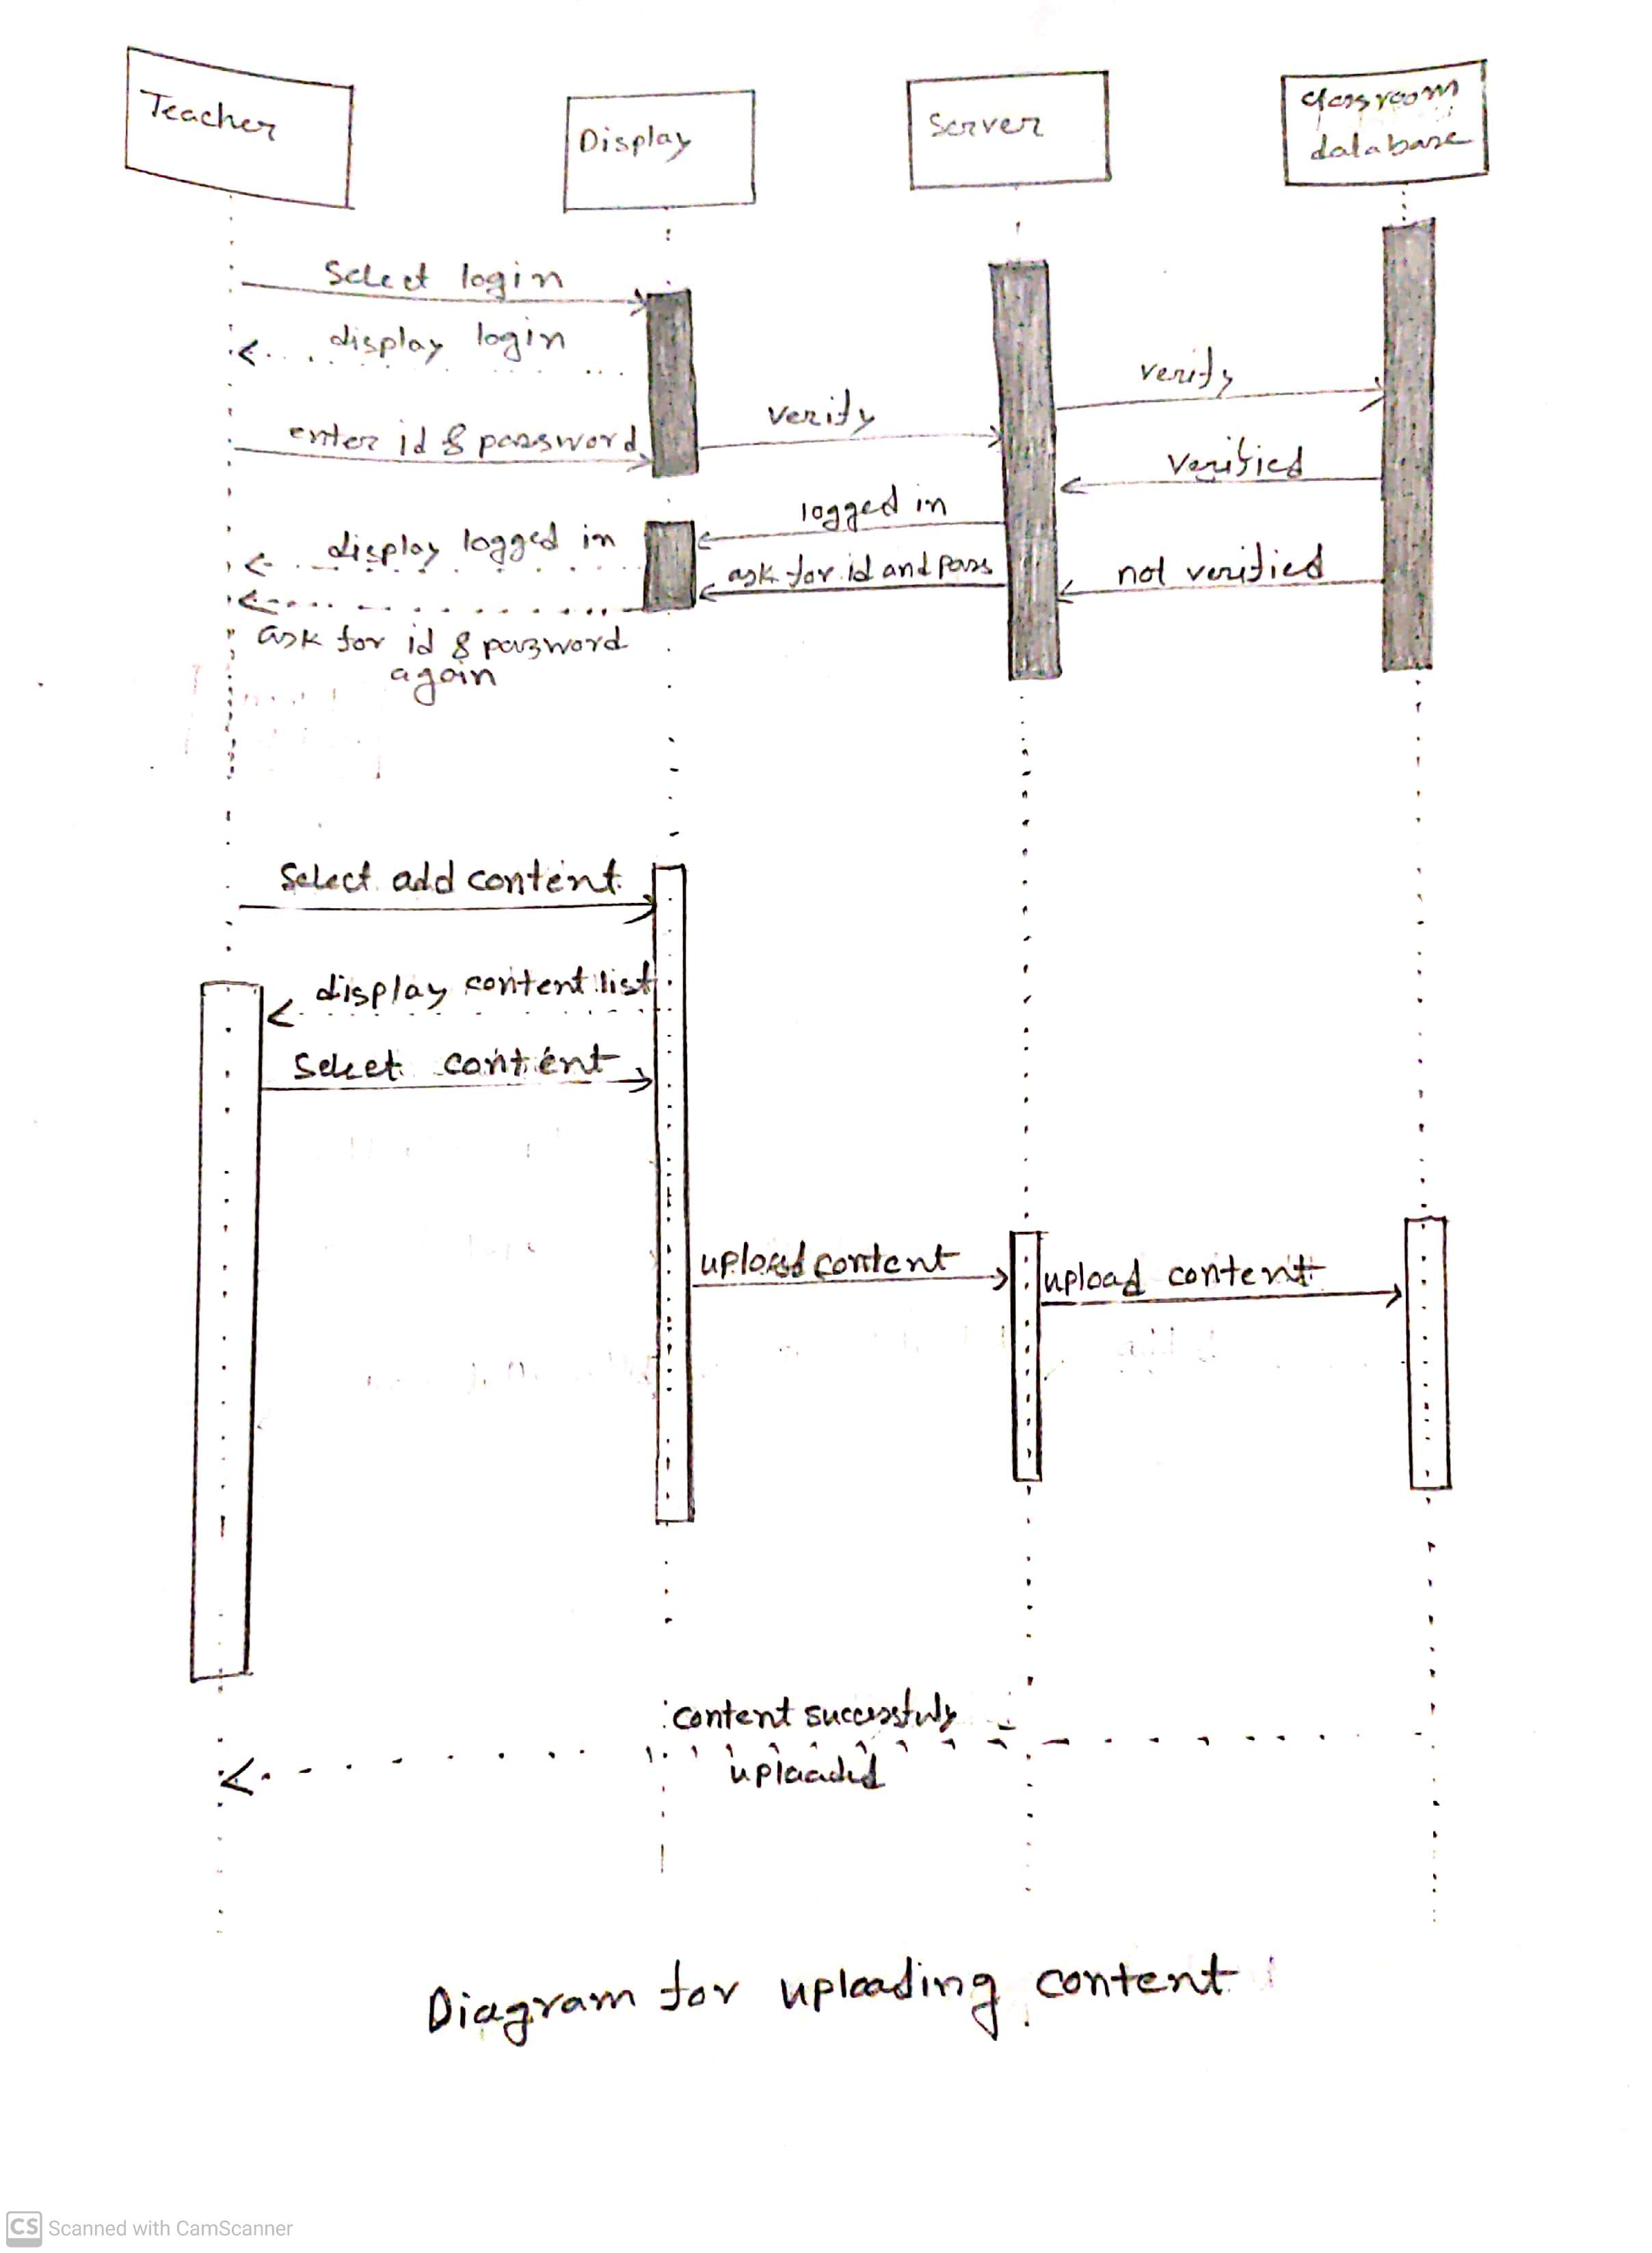 Teacher
Display
Server
classroom
database
Select login
display login
enter id & password
verify
verify
verified
logged in
display logged in
ask for id and pass
not verified
ask for id & password
again
Select add content
display content list
Select content
upload content
upload content
content successfuly
uploaded
Diagram for uploading content
CS Scanned with CamScanner